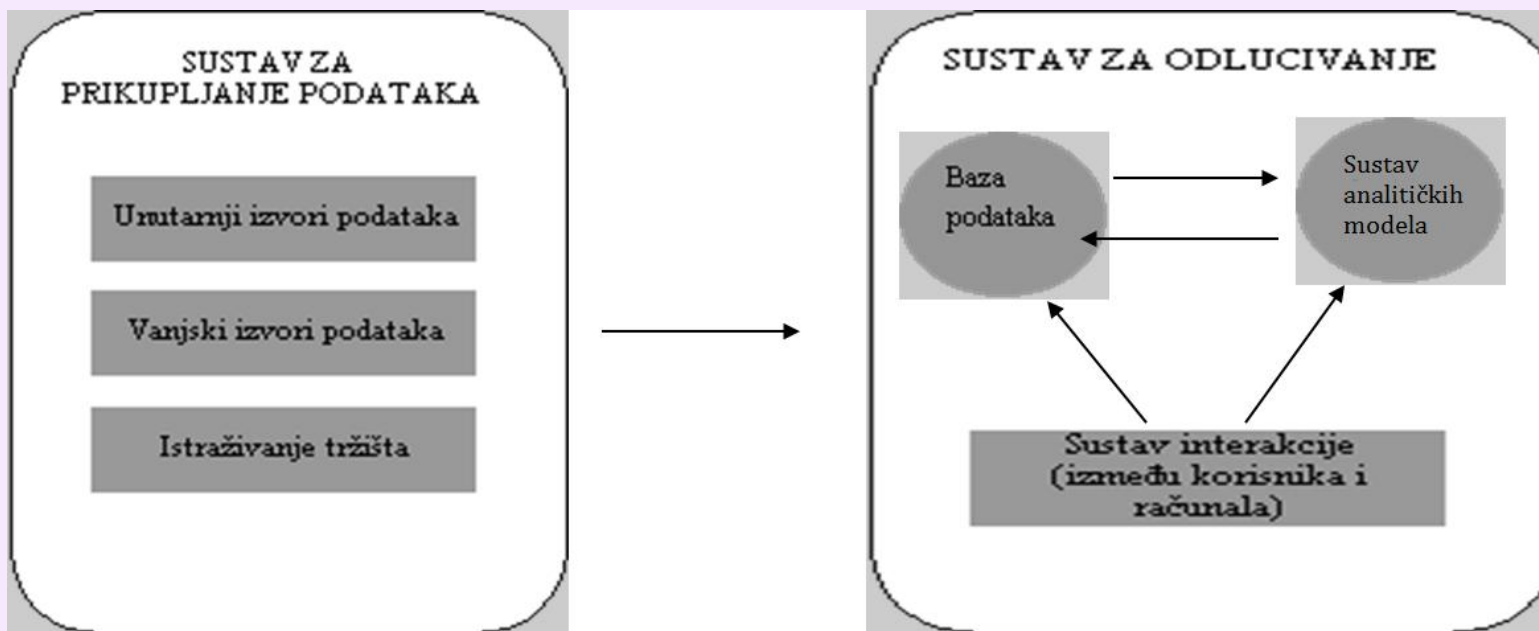 SUSTAV ZA
PRIKUPLJANJE PODATAKA
Unutarnji izvori podataka
Vanjski izvori podataka
Istraživanje tržišta
SUSTAV ZA ODLUCIVANJE
Baza
podataka
Sustav
analitičkih
modela
Sustav interakcije
(između korisnika i
računala)